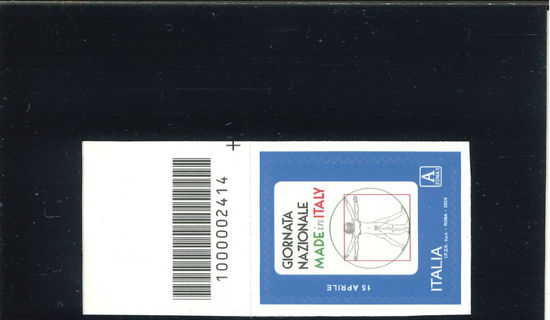 1000002414
GIORNATA
NAZIONALE
MADE in ITALY
15 APRILE
A
ZONA 1
ITALIA
I.P.Z.S. S.p.A. - ROMA - 2024